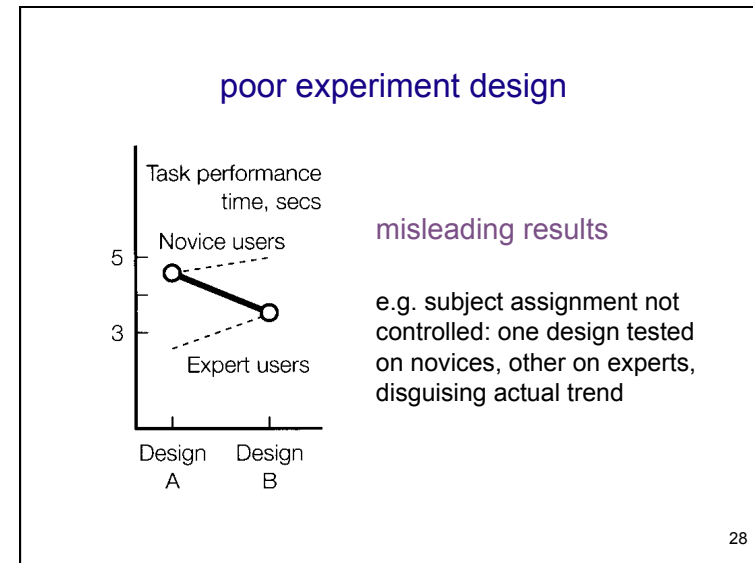 poor experiment design
Task performance
time, secs
Novice users
5
3
Expert users
Design
A
Design
B
misleading results
e.g. subject assignment not
controlled: one design tested
on novices, other on experts,
disguising actual trend
28